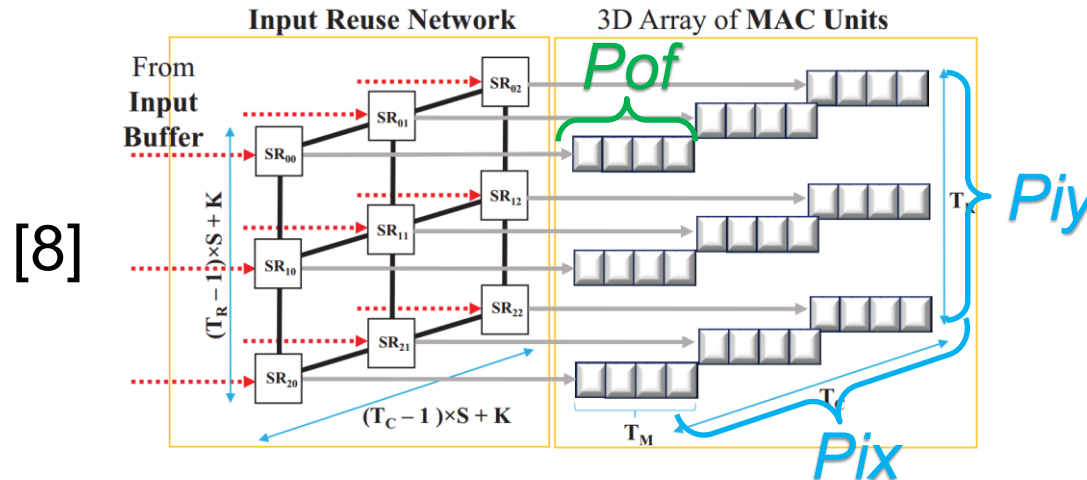 Input Reuse Network
3D Array of MAC Units
From
Input
Buffer
Pof
SR02
SR01
SR00
SR12
SR11
SR10
SR22
SR21
SR20
[8]
(TR – 1)×S + K
(TC – 1)×S + K
TR
Piy
TC
TM
Pix